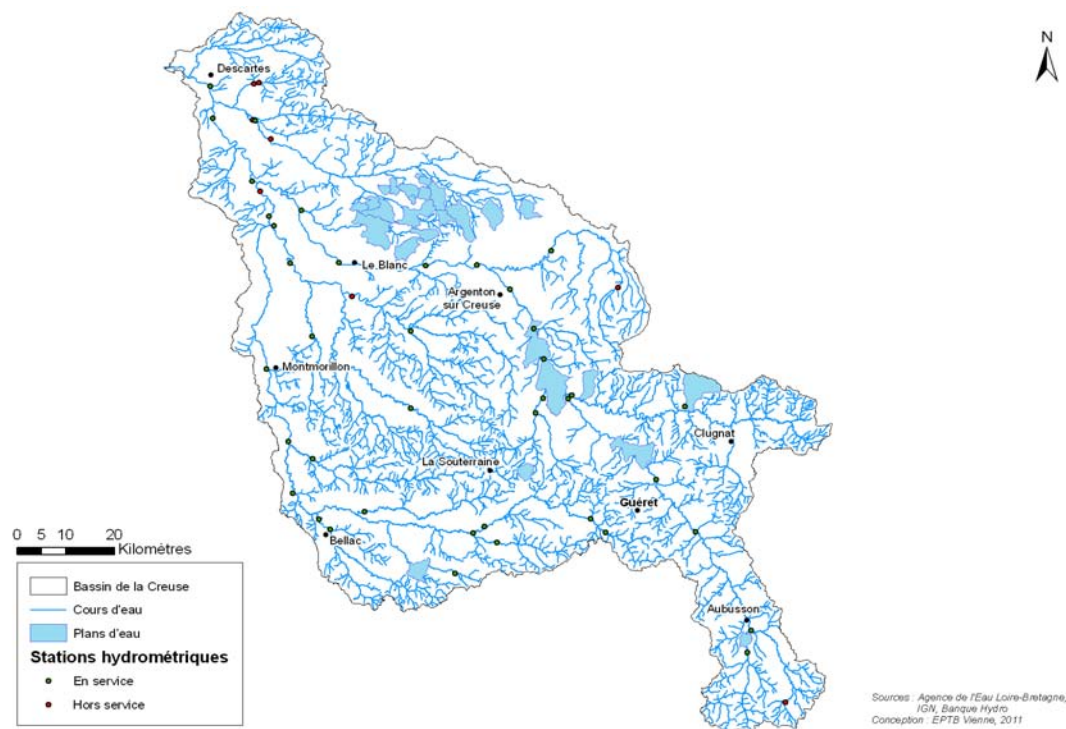 N
Descartes
Le Blanc
Argenton
sur Creuse
Montmorillon
Clugnat
La Souterraine
Guéret
Bellac
Aubusson
0 5 10 20
Kilomètres
Bassin de la Creuse
Cours d'eau
Plans d'eau
Stations hydrométriques
En service
Hors service
Sources : Agence de l'Eau Loire-Bretagne,
IGN, Banque Hydro
Conception : EPTB Vienne, 2011